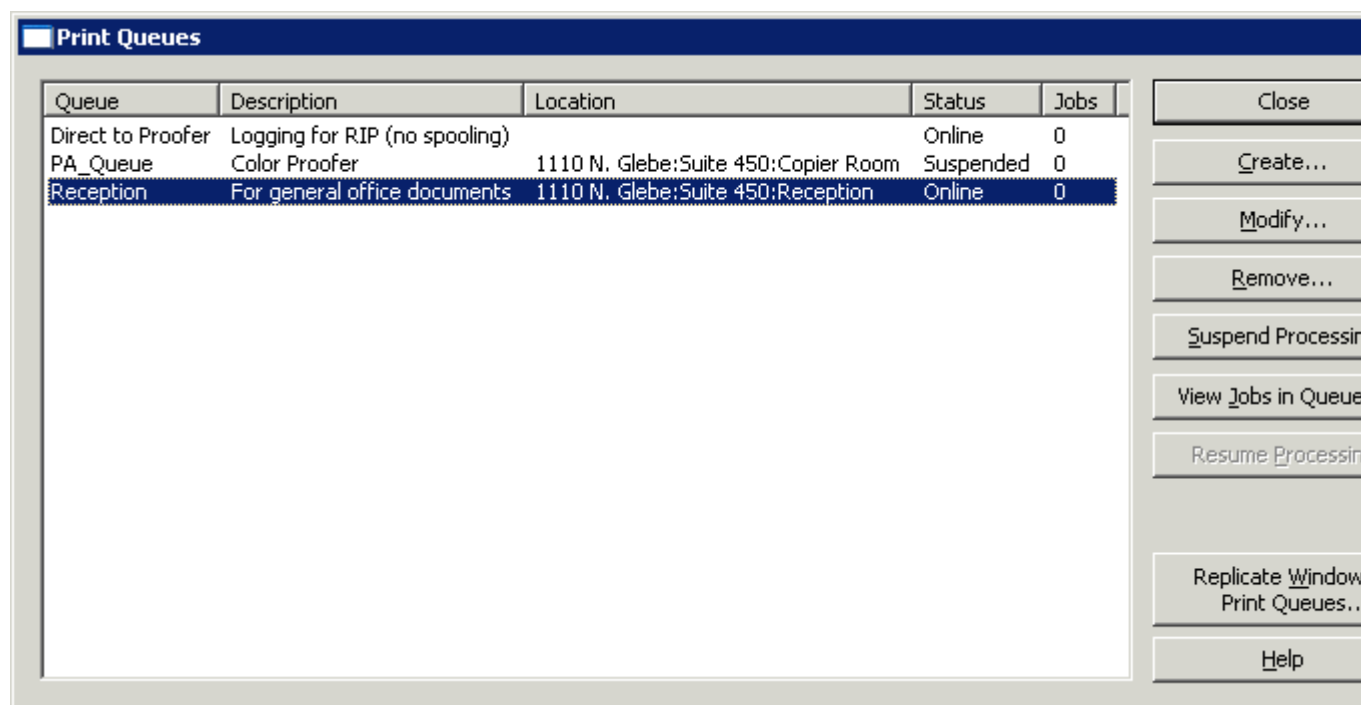 Print Queues
Queue Description Location Status Jobs
Direct to Proofer Logging for RIP (no spooling) Online 0
PA_Queue Color Proofer 1110 N. Glebe:Suite 450:Copier Room Suspended 0
Reception For general office documents 1110 N. Glebe:Suite 450:Reception Online 0
Close
Create...
Modify...
Remove...
Suspend Processin
View Jobs in Queue
Resume Processin
Replicate Window
Print Queues..
Help